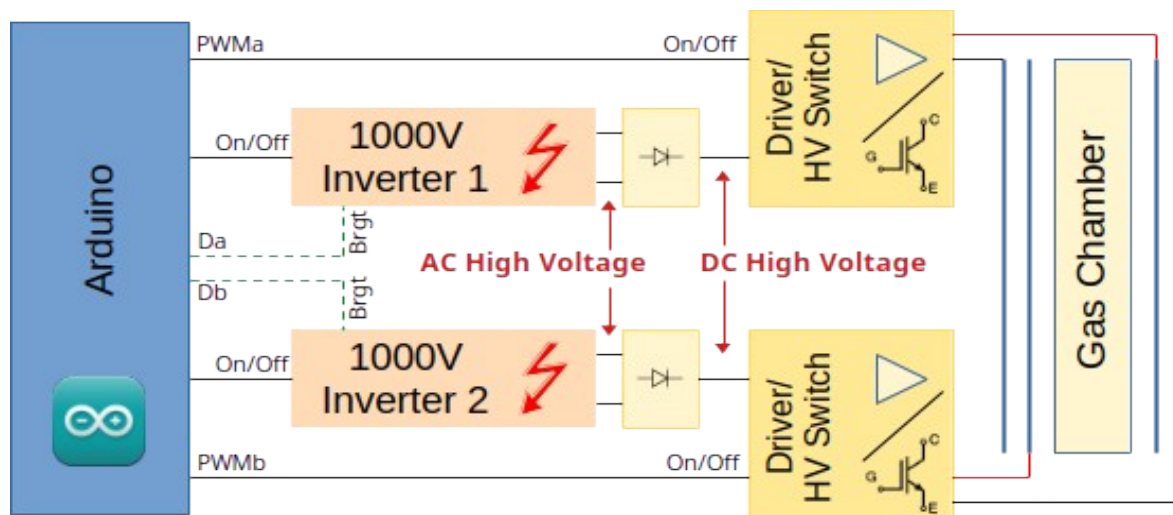 PWMa
On/Off
Driver/
HV Switch
C
G
E
On/Off
1000V
Inverter 1
Brgt
Da
Arduino
AC High Voltage
DC High Voltage
Gas Chamber
Db
Brgt
On/Off
1000V
Inverter 2
Driver/
HV Switch
C
G
E
PWMb
On/Off